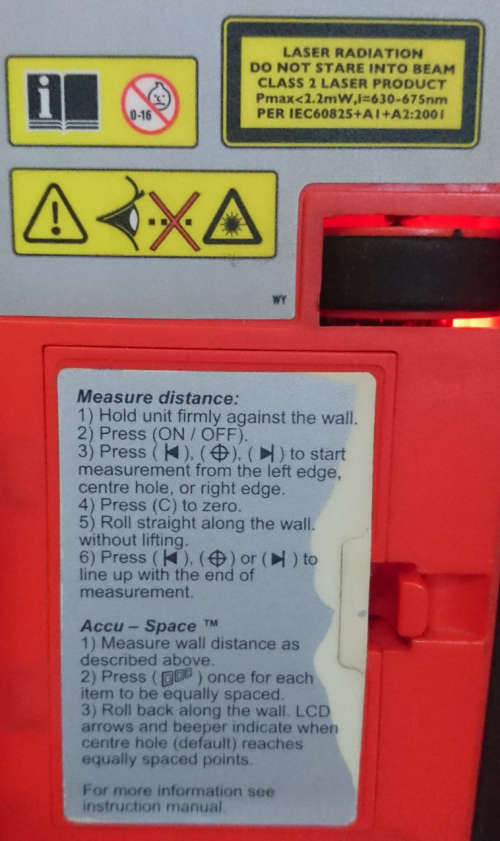 i
0-16
LASER RADIATION
DO NOT STARE INTO BEAM
CLASS 2 LASER PRODUCT
Pmax<2.2mW,l=630-675nm
PER IEC60825+A1+A2:2001
WY
Measure distance:
1) Hold unit firmly against the wall.
2) Press (ON / OFF).
3) Press ( ), ( ), ( ) to start
measurement from the left edge,
centre hole, or right edge.
4) Press (C) to zero.
5) Roll straight along the wall.
without lifting.
6) Press ( ), ( ) or ( ) to
line up with the end of
measurement.
Accu – Space ™
1) Measure wall distance as
described above.
2) Press ( ) once for each
item to be equally spaced.
3) Roll back along the wall. LCD
arrows and beeper indicate when
centre hole (default) reaches
equally spaced points.
For more information see
instruction manual